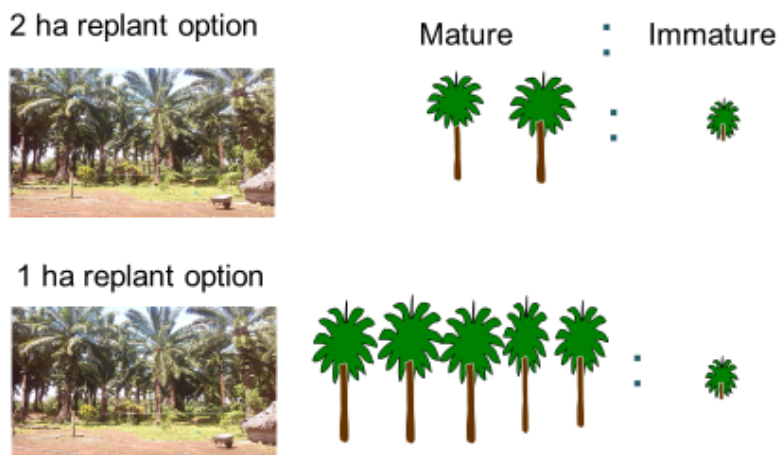 2 ha replant option
Mature : Immature
:
1 ha replant option
: